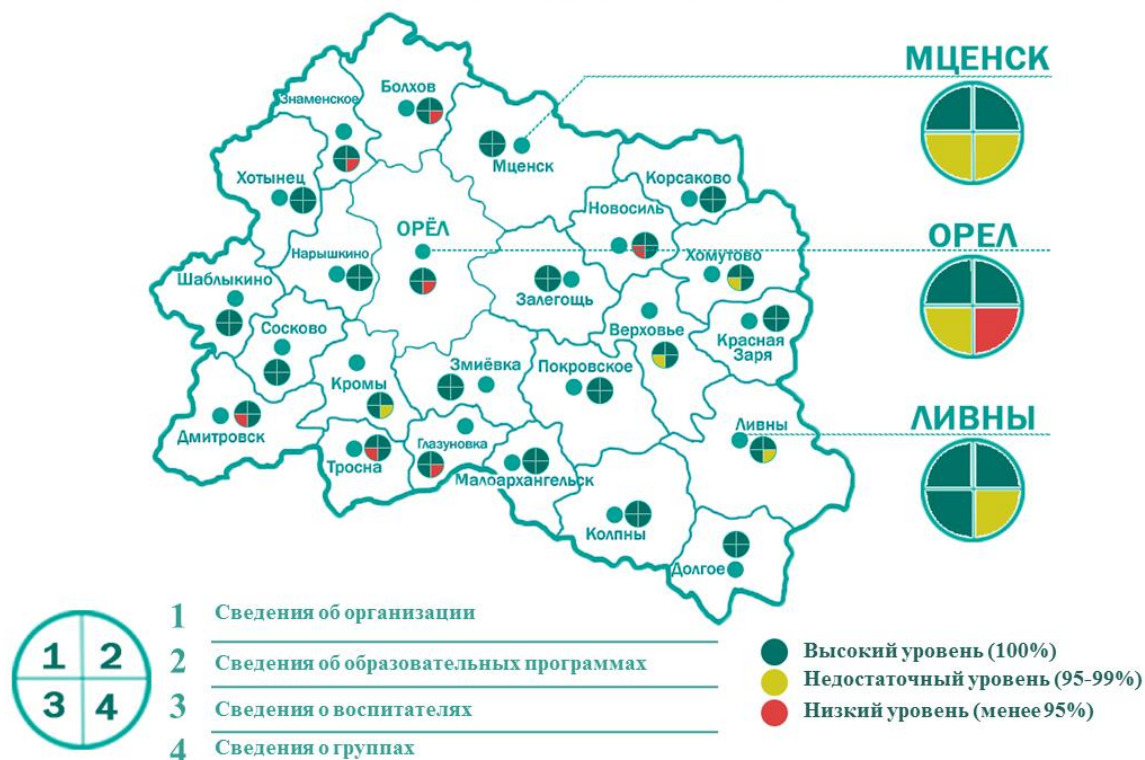 МЦЕНСК
Болхов
Знаменское
Мценск
Хотынец
Корсаково
Новосиль
ОРЁЛ
ОРЕЛ
Нарышкино
Хомутово
Шаблыкино
Залегощь
Сосково
Верховье
Красная
Заря
Змиёвка
Покровское
Кромы
ЛИВНЫ
Ливны
Дмитровск
Тросна
Глазуновка
Малоархангельск
Колпны
Долгое
1 Сведения об организации
2 Сведения об образовательных программах
3 Сведения о воспитателях
4 Сведения о группах
1 2
3 4
Высокий уровень (100%)
Недостаточный уровень (95-99%)
Низкий уровень (менее 95%)